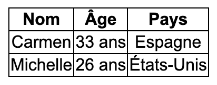 Nom Âge Pays
Carmen 33 ans Espagne
Michelle 26 ans États-Unis